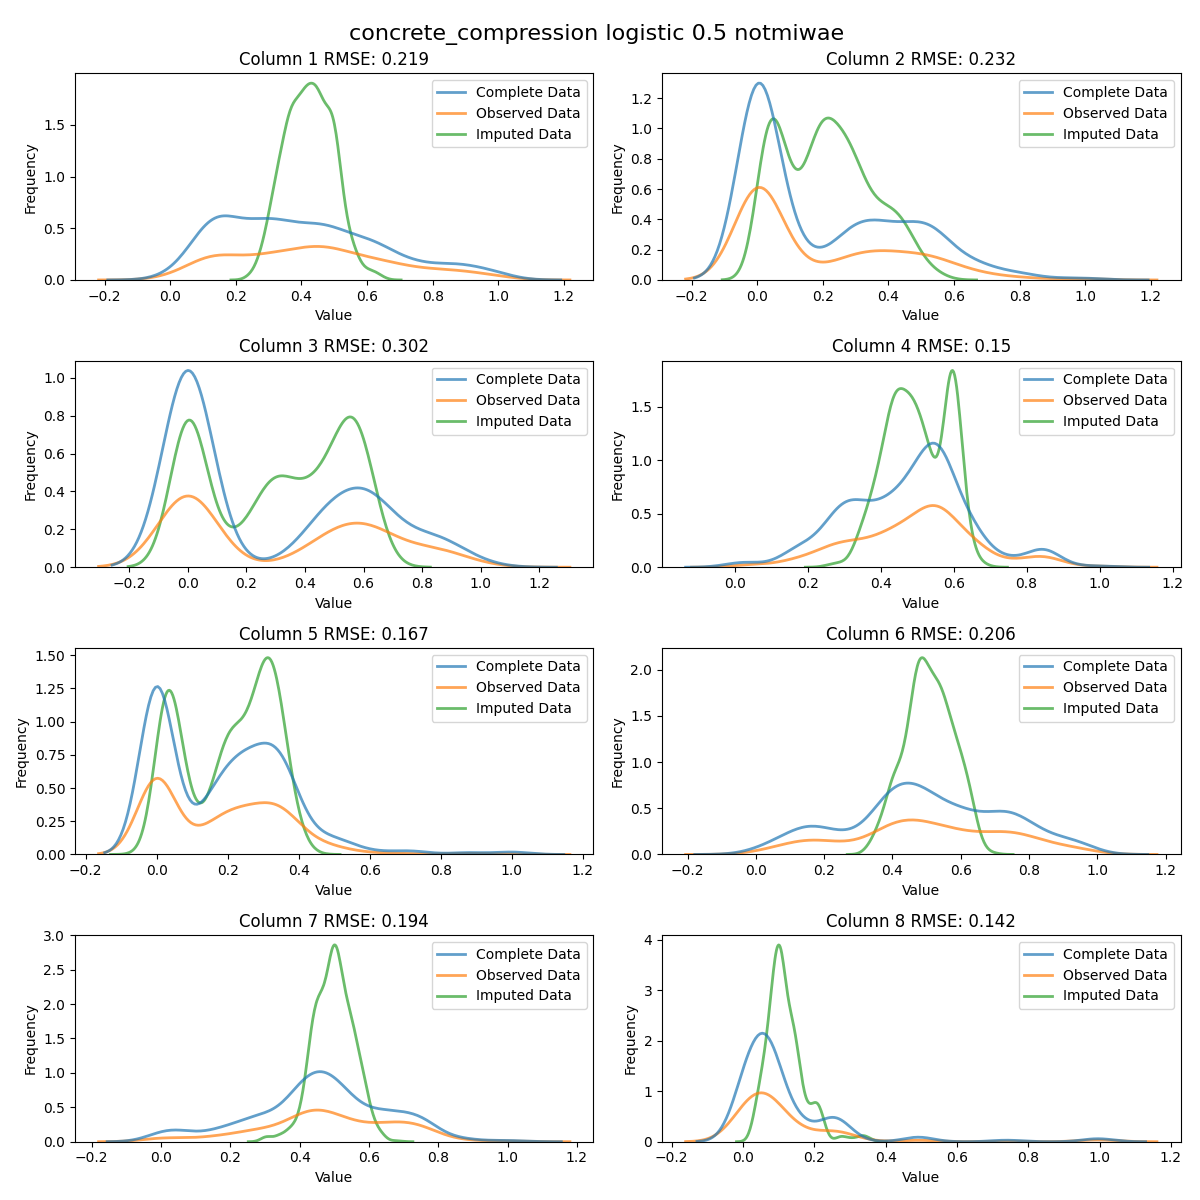 concrete_compression logistic 0.5 notmiwae
Column 1 RMSE: 0.219
Complete Data
Observed Data
Imputed Data
Frequency
1.5
1.0
0.5
0.0
−0.2 0.0 0.2 0.4 0.6 0.8 1.0 1.2
Value
Column 2 RMSE: 0.232
Complete Data
Observed Data
Imputed Data
Frequency
1.2
1.0
0.8
0.6
0.4
0.2
0.0
−0.2 0.0 0.2 0.4 0.6 0.8 1.0 1.2
Value
Column 3 RMSE: 0.302
Complete Data
Observed Data
Imputed Data
Frequency
1.0
0.8
0.6
0.4
0.2
0.0
−0.2 0.0 0.2 0.4 0.6 0.8 1.0 1.2
Value
Column 4 RMSE: 0.15
Complete Data
Observed Data
Imputed Data
Frequency
1.5
1.0
0.5
0.0
0.0 0.2 0.4 0.6 0.8 1.0 1.2
Value
Column 5 RMSE: 0.167
Complete Data
Observed Data
Imputed Data
Frequency
1.50
1.25
1.00
0.75
0.50
0.25
0.00
−0.2 0.0 0.2 0.4 0.6 0.8 1.0 1.2
Value
Column 6 RMSE: 0.206
Complete Data
Observed Data
Imputed Data
Frequency
2.0
1.5
1.0
0.5
0.0
−0.2 0.0 0.2 0.4 0.6 0.8 1.0 1.2
Value
Column 7 RMSE: 0.194
Complete Data
Observed Data
Imputed Data
Frequency
3.0
2.5
2.0
1.5
1.0
0.5
0.0
−0.2 0.0 0.2 0.4 0.6 0.8 1.0 1.2
Value
Column 8 RMSE: 0.142
Complete Data
Observed Data
Imputed Data
Frequency
4
3
2
1
0
−0.2 0.0 0.2 0.4 0.6 0.8 1.0 1.2
Value